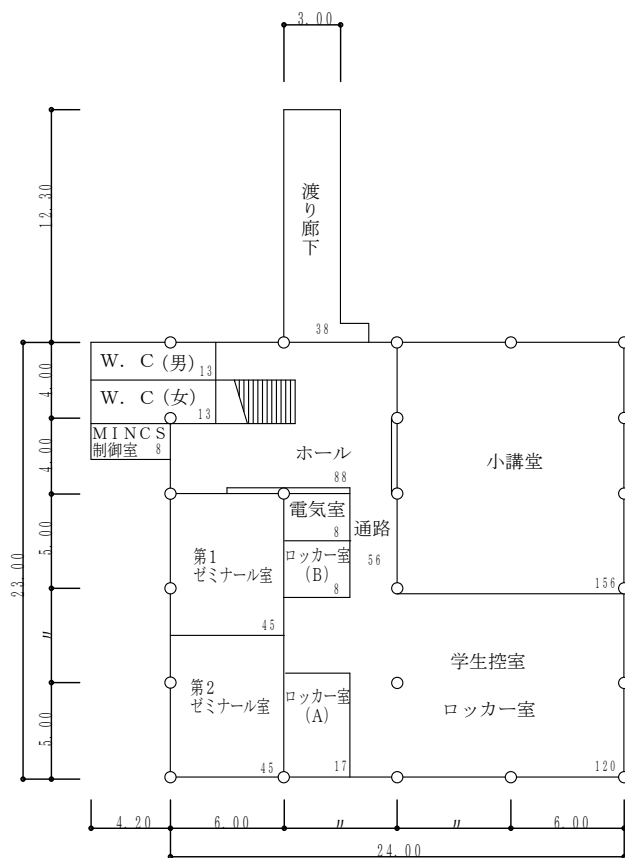 3.00
12.30
渡り廊下
38
W．C(男)
13
4.00
W．C(女)
13
MINCS
制御室 8
4.00
ホール
88
小講堂
電気室
8
通路
56
5.00
23.00
第1
ゼミナール室
45
ロッカー室
(B)
8
156
〃
学生控室
ロッカー室
120
第2
ゼミナール室
45
ロッカー室
(A)
17
5.00
4.20
6.00
〃
〃
6.00
24.00